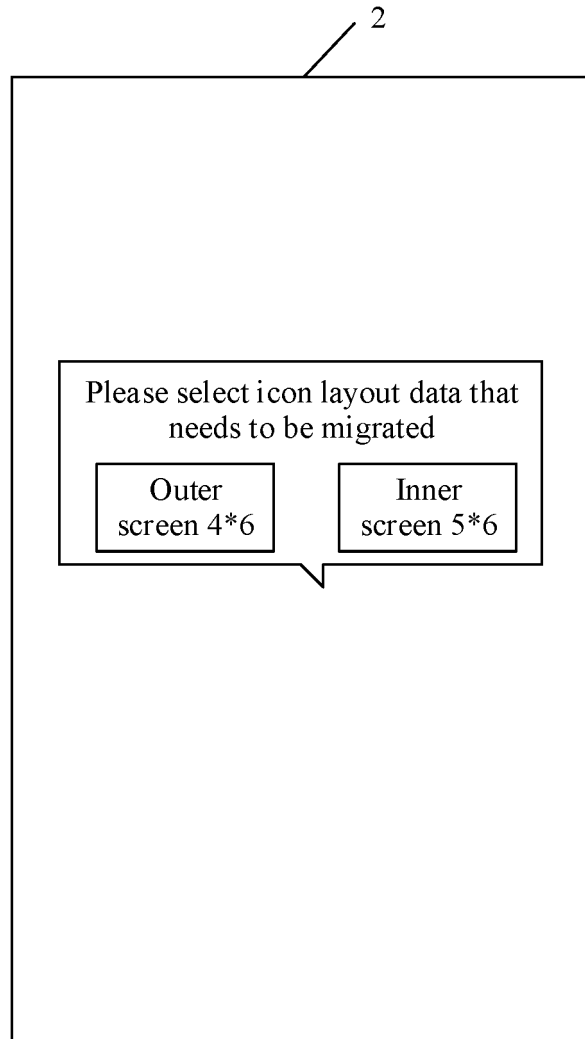 2
Please select icon layout data that
needs to be migrated
Outer
screen 4*6
Inner
screen 5*6